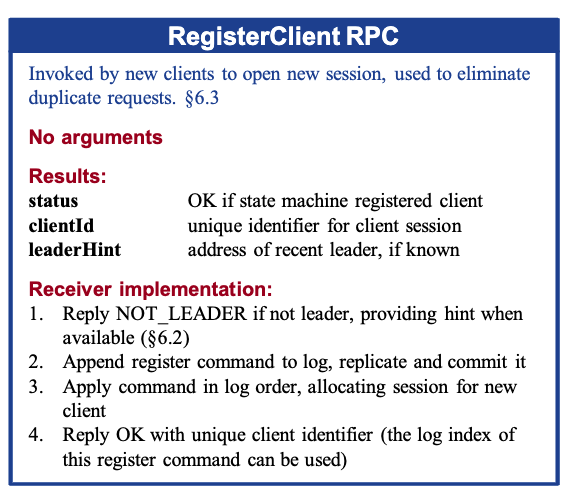 RegisterClient RPC
Invoked by new clients to open new session, used to eliminate
duplicate requests. §6.3
No arguments
Results:
status OK if state machine registered client
clientId unique identifier for client session
leaderHint address of recent leader, if known
Receiver implementation:
1. Reply NOT_LEADER if not leader, providing hint when
available (§6.2)
2. Append register command to log, replicate and commit it
3. Apply command in log order, allocating session for new
client
4. Reply OK with unique client identifier (the log index of
this register command can be used)